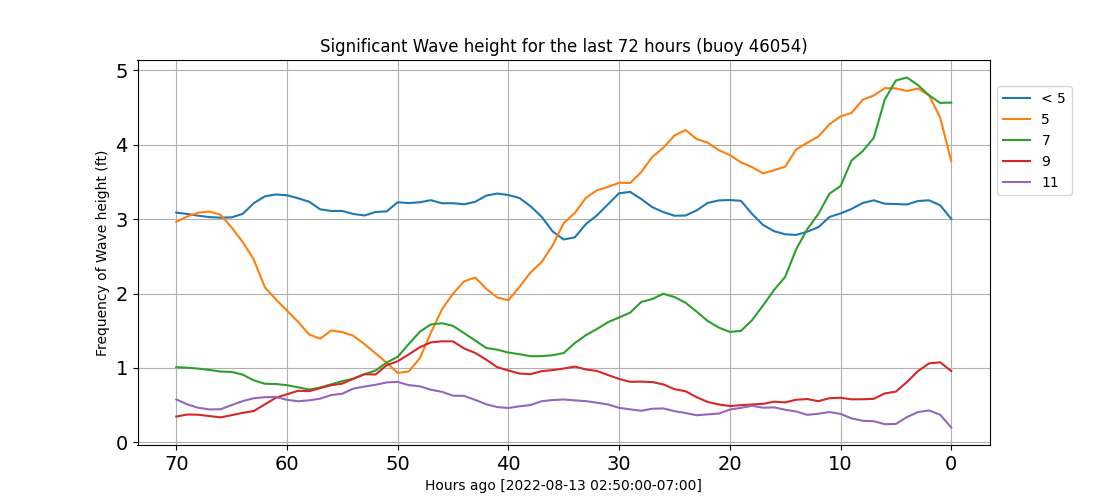 Significant Wave height for the last 72 hours (buoy 46054)
5
4
3
2
1
0
Frequency of Wave height (ft)
70 60 50 40 30 20 10 0
Hours ago [2022-08-13 02:50:00-07:00]
< 5
5
7
9
11